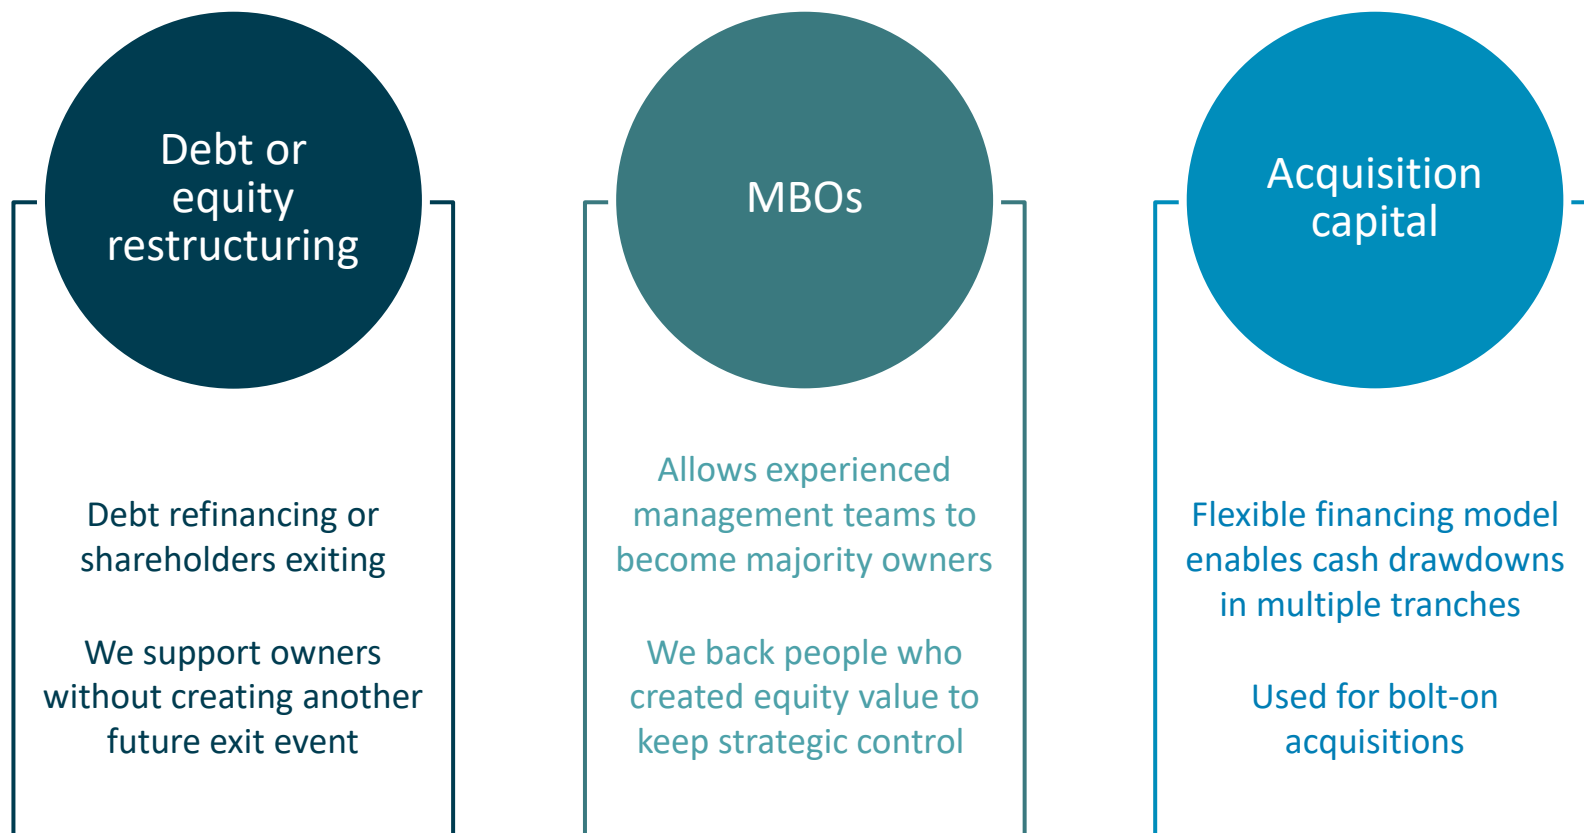 Debt or
equity
restructuring
Debt refinancing or
shareholders exiting
We support owners
without creating another
future exit event
MBOs
Allows experienced
management teams to
become majority owners
We back people who
created equity value to
keep strategic control
Acquisition
capital
Flexible financing model
enables cash drawdowns
in multiple tranches
Used for bolt-on
acquisitions